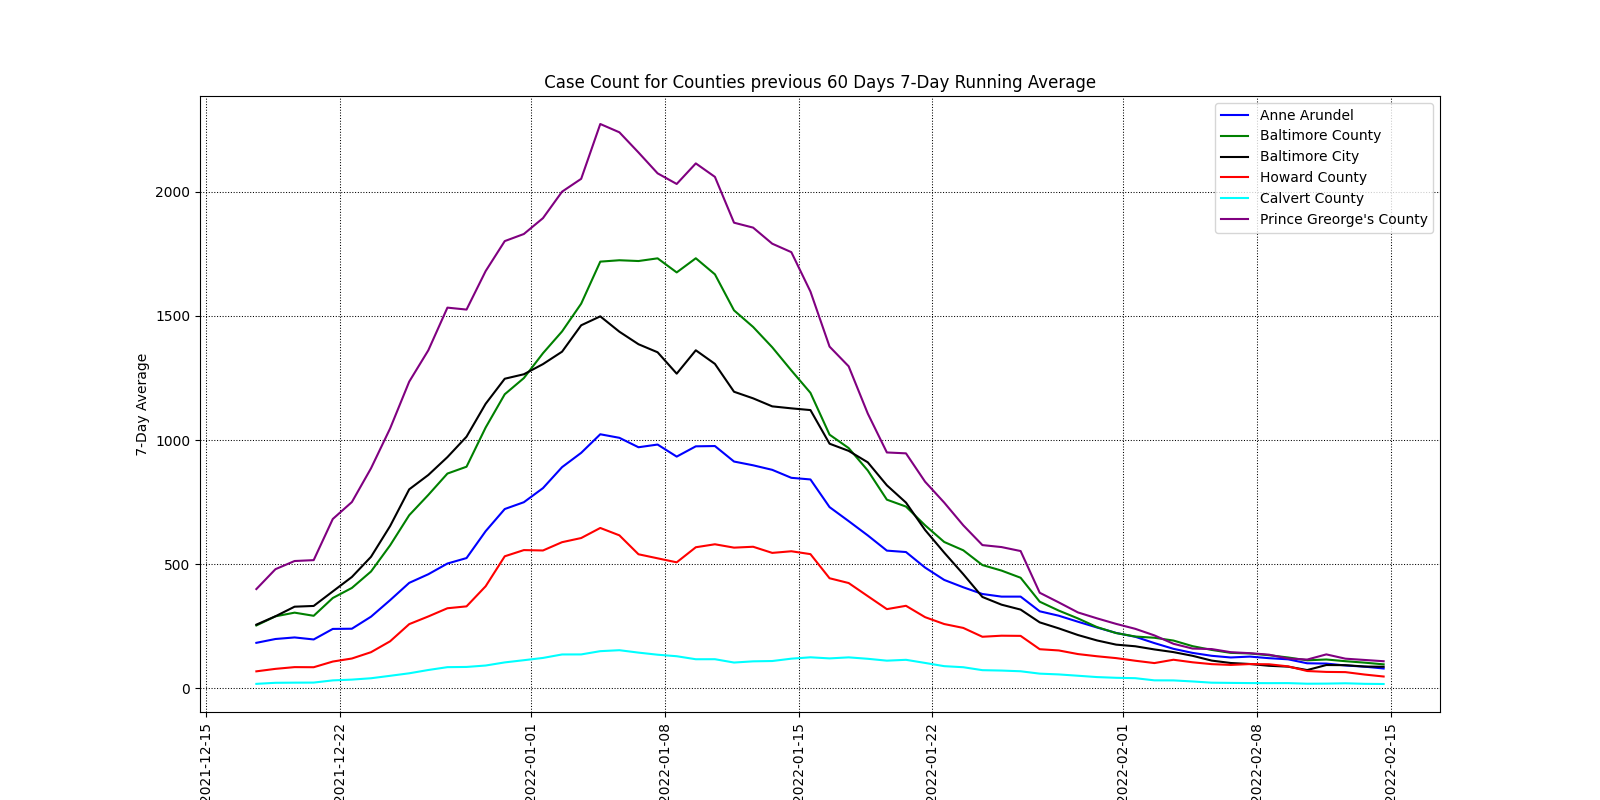 Case Count for Counties previous 60 Days 7-Day Running Average
Anne Arundel
Baltimore County
Baltimore City
Howard County
Calvert County
Prince Greorge's County
7-Day Average
2000
1500
1000
500
0
2021-12-15
2021-12-22
2022-01-01
2022-01-08
2022-01-15
2022-01-22
2022-02-01
2022-02-08
2022-02-15